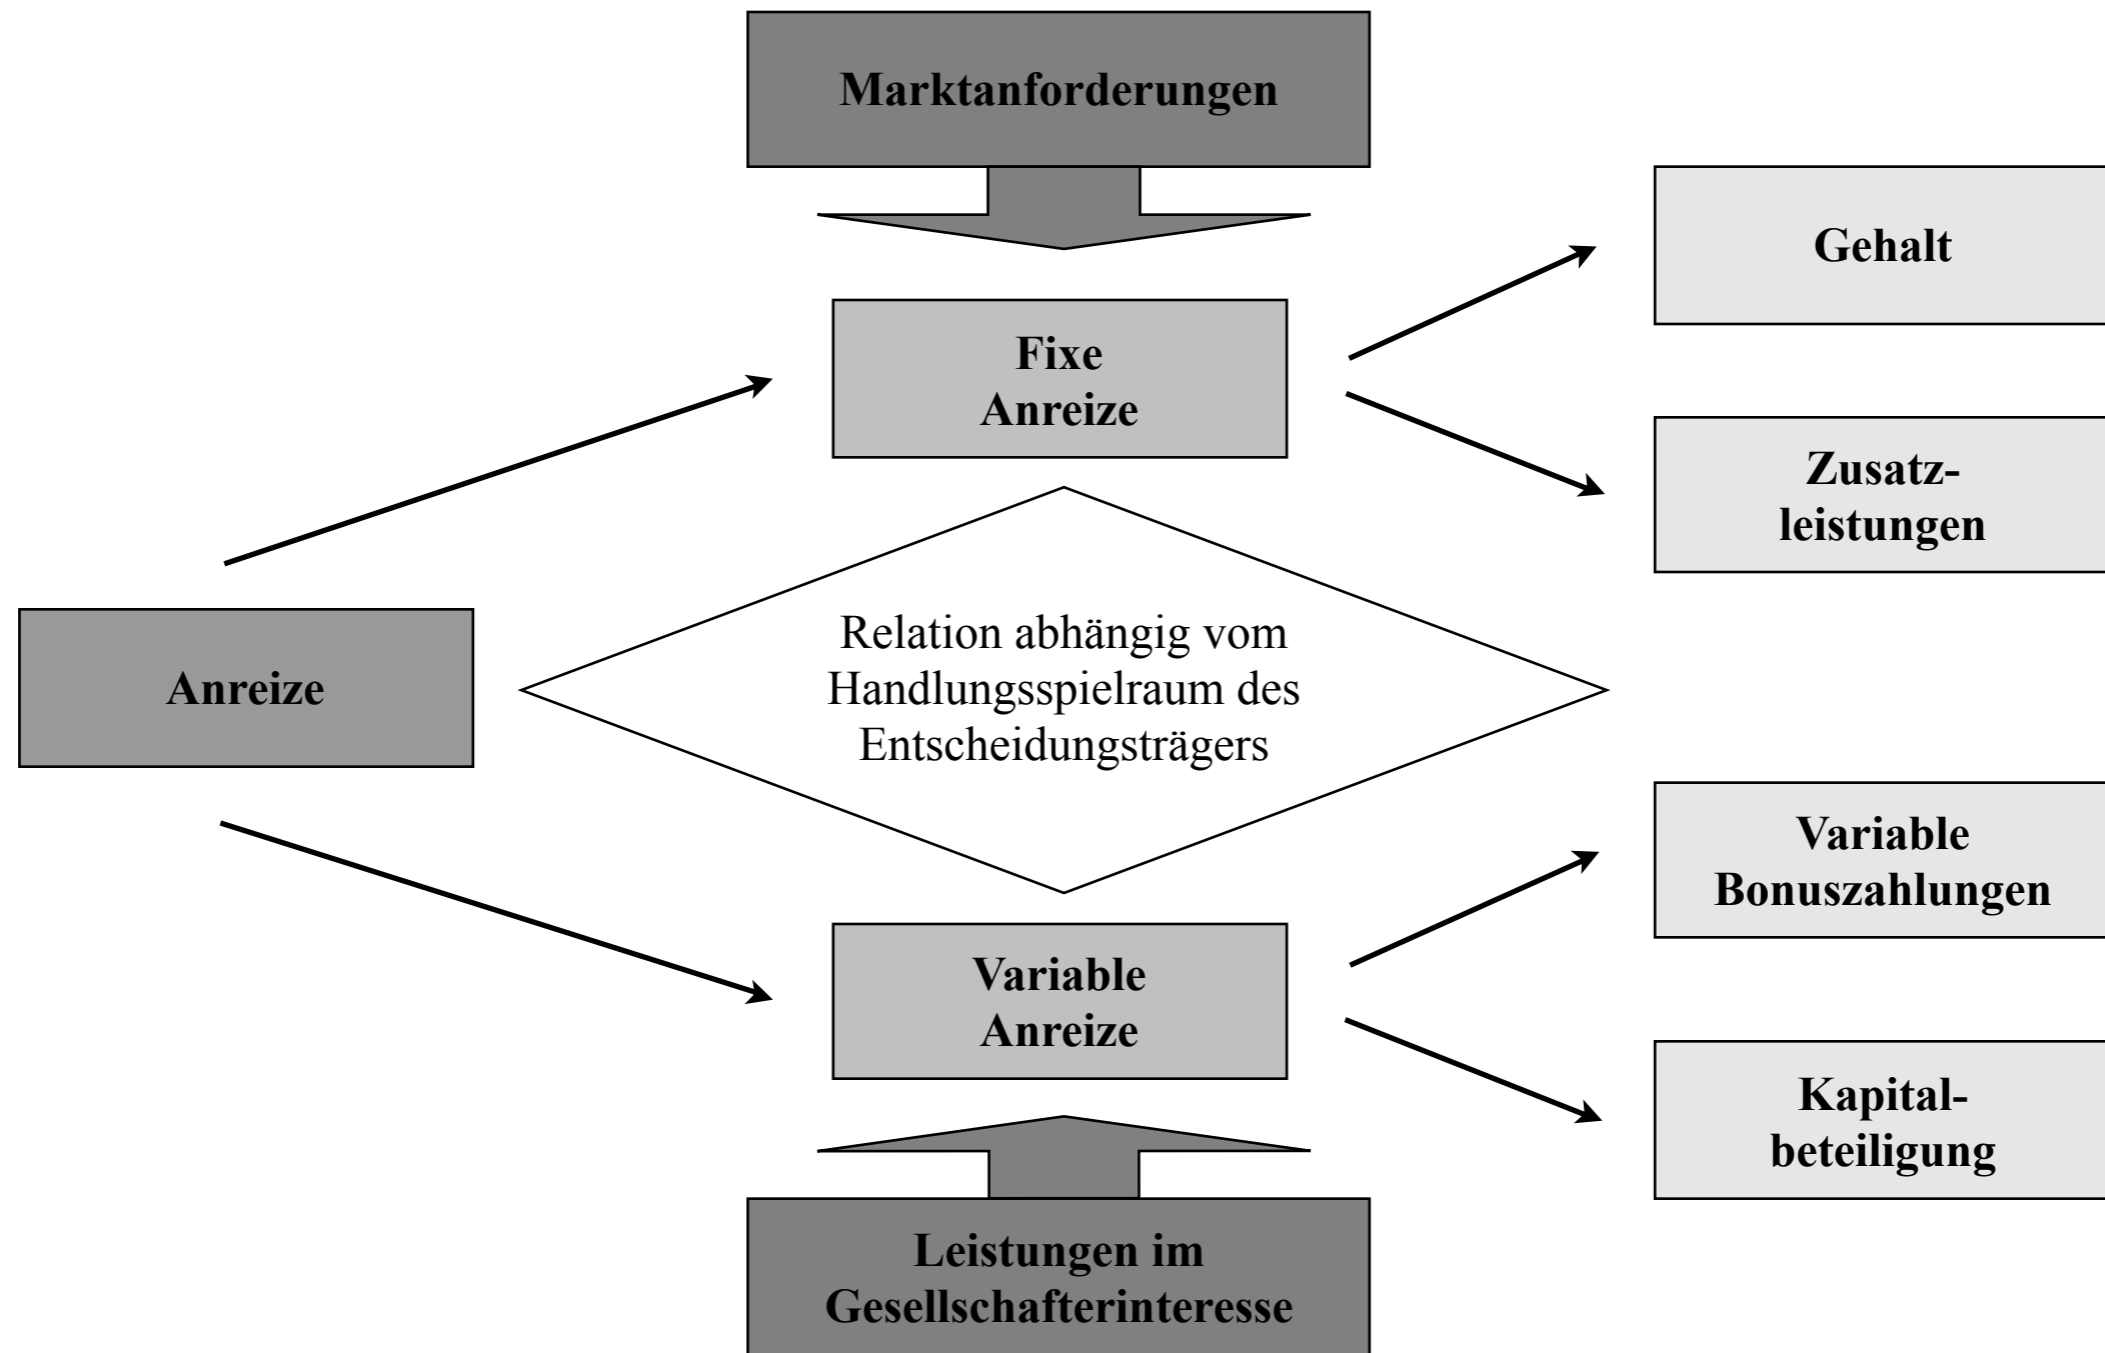 Marktanforderungen
Gehalt
Fixe
Anreize
Zusatz-
leistungen
Relation abhängig vom
Handlungsspielraum des
Entscheidungsträgers
Anreize
Variable
Bonuszahlungen
Variable
Anreize
Kapital-
beteiligung
Leistungen im
Gesellschafterinteresse